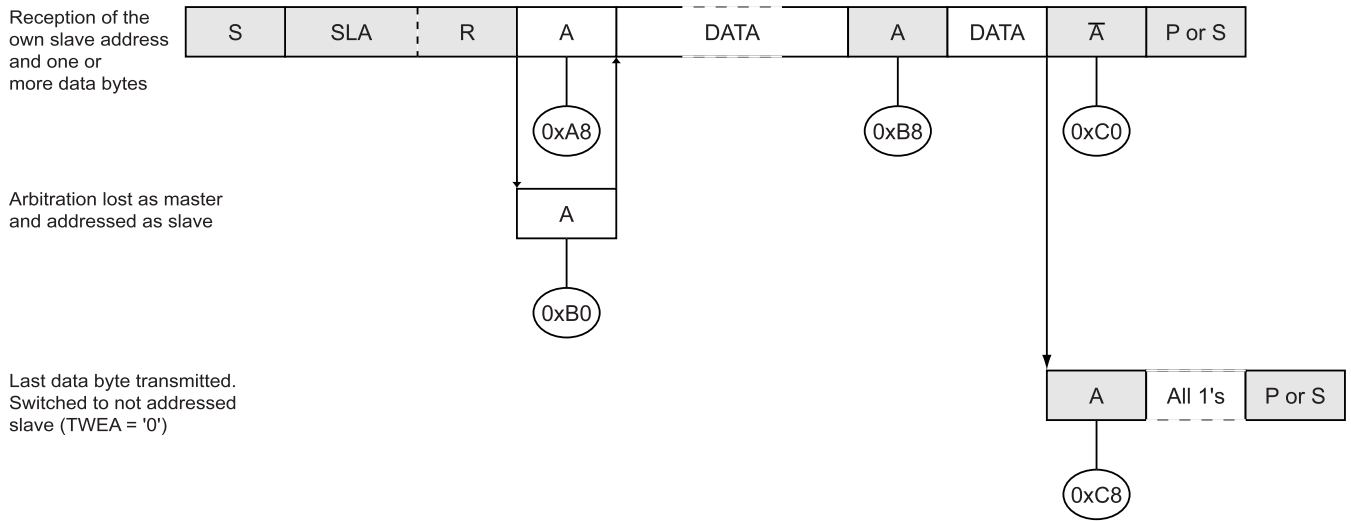 Reception of the
own slave address
and one or
more data bytes
S SLA R A DATA A DATA A̅ P or S
0xA8 0xB8 0xC0
Arbitration lost as master
and addressed as slave
A
0xB0
Last data byte transmitted.
Switched to not addressed
slave (TWEA = '0')
A All 1's P or S
0xC8